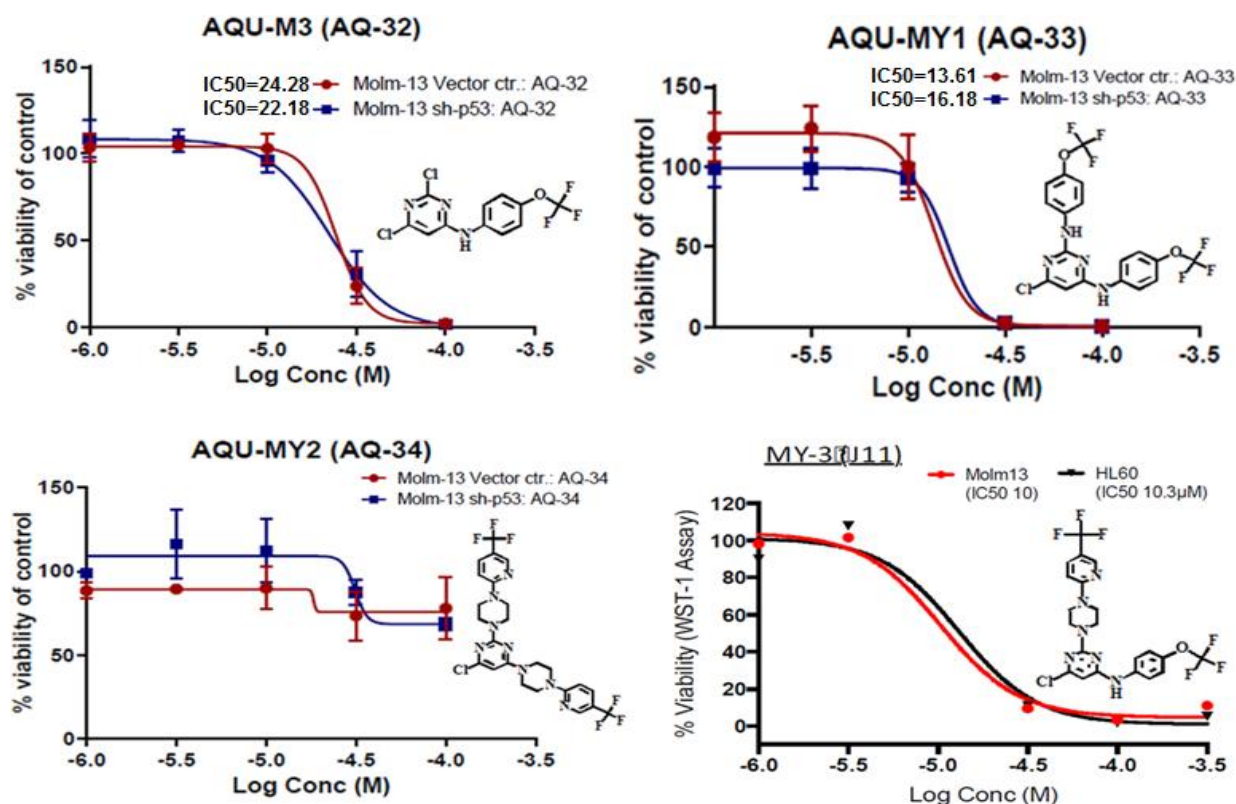 AQU-M3 (AQ-32)
IC50=24.28 Molm-13 Vector ctr.: AQ-32
IC50=22.18 Molm-13 sh-p53: AQ-32
% viability of control
150
100
50
0
-6.0 -5.5 -5.0 -4.5 -4.0 -3.5
Log Conc (M)
Cl
N N
Cl N
H
O F
F F
AQU-MY1 (AQ-33)
IC50=13.61 Molm-13 Vector ctr.: AQ-33
IC50=16.18 Molm-13 sh-p53: AQ-33
% viability of control
150
100
50
0
-5.5 -5.0 -4.5 -4.0 -3.5
Log Conc (M)
F
F
O F
NH
N N
Cl N
H
O F
F F
AQU-MY2 (AQ-34)
Molm-13 Vector ctr.: AQ-34
Molm-13 sh-p53: AQ-34
% viability of control
150
100
50
0
-6.0 -5.5 -5.0 -4.5 -4.0 -3.5
Log Conc (M)
F
F F
N
N
N
N N
Cl N
N
N F
F F
MY-3 (J11)
Molm13 HL60
(IC50 10) (IC50 10.3µM)
% Viability (WST-1 Assay)
120
100
80
60
40
20
0
-6.0 -5.5 -5.0 -4.5 -4.0 -3.5
Log Conc (M)
F
F F
N
N
N
N N
Cl N
H
O F
F F